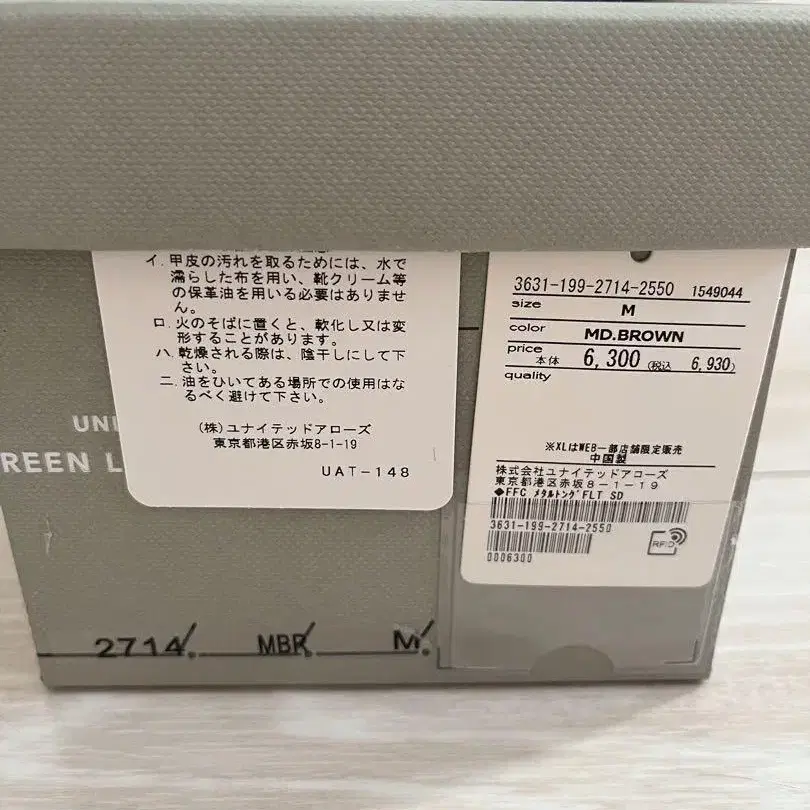 イ. 甲皮の汚れを取るためには、水で
濡らした布を用い、靴クリーム等
の保革油を用いる必要はありませ
ん。
ロ. 火のそばに置くと、軟化し又は変
形することがあります。
ハ. 乾燥される際は、陰干しにして下
さい。
ニ. 油をひいてある場所での使用はな
るべく避けて下さい。
(株)ユナイテッドアローズ
東京都港区赤坂8-1-19
UAT-148
3631-199-2714-2550 1549044
size M
color MD.BROWN
price 本体 6,300 (税込 6,930)
quality
※XLはWEB一部店舗限定販売
中国製
株式会社ユナイテッドアローズ
東京都港区赤坂8-1-19
◆FFC メタルトング FLT SD
3631-199-2714-2550
0006300
RFID
UNI
REEN L
2714 MBR M